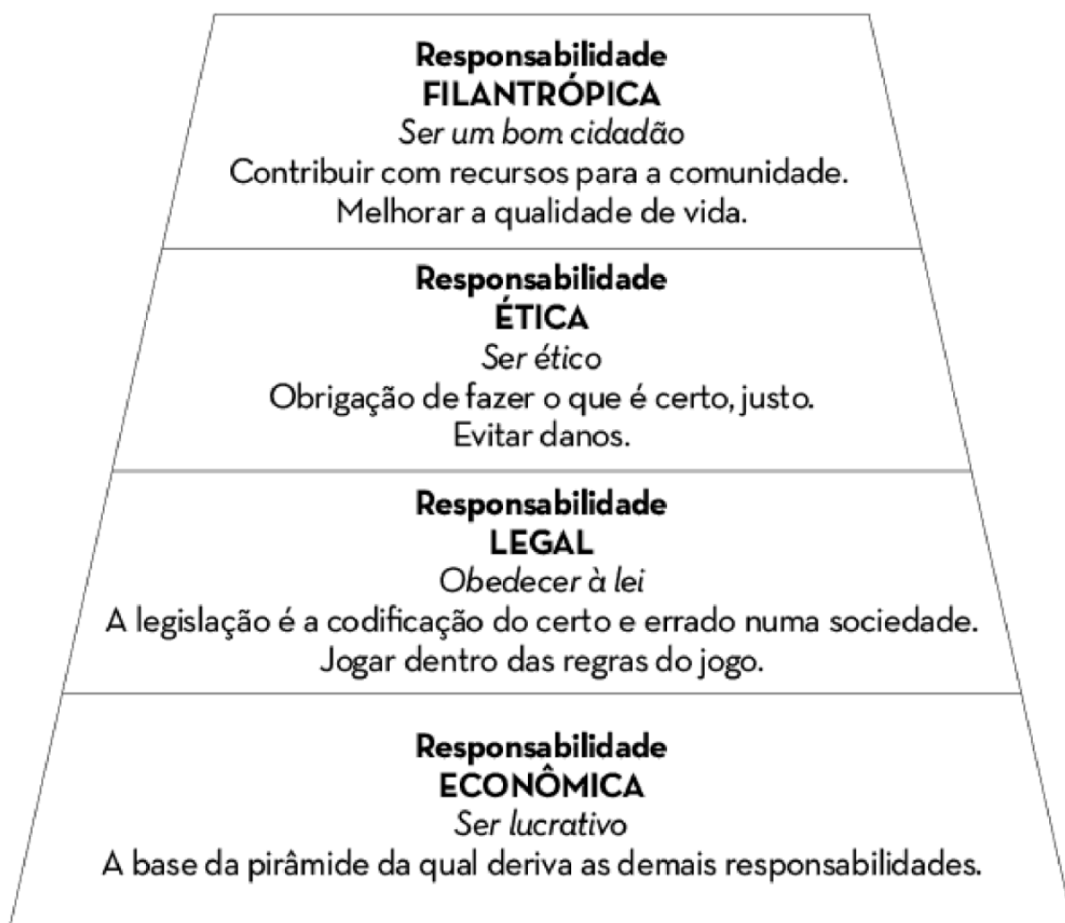 Responsabilidade
FILANTRÓPICA
Ser um bom cidadão
Contribuir com recursos para a comunidade.
Melhorar a qualidade de vida.
Responsabilidade
ÉTICA
Ser ético
Obrigação de fazer o que é certo, justo.
Evitar danos.
Responsabilidade
LEGAL
Obedecer à lei
A legislação é a codificação do certo e errado numa sociedade.
Jogar dentro das regras do jogo.
Responsabilidade
ECONÔMICA
Ser lucrativo
A base da pirâmide da qual deriva as demais responsabilidades.